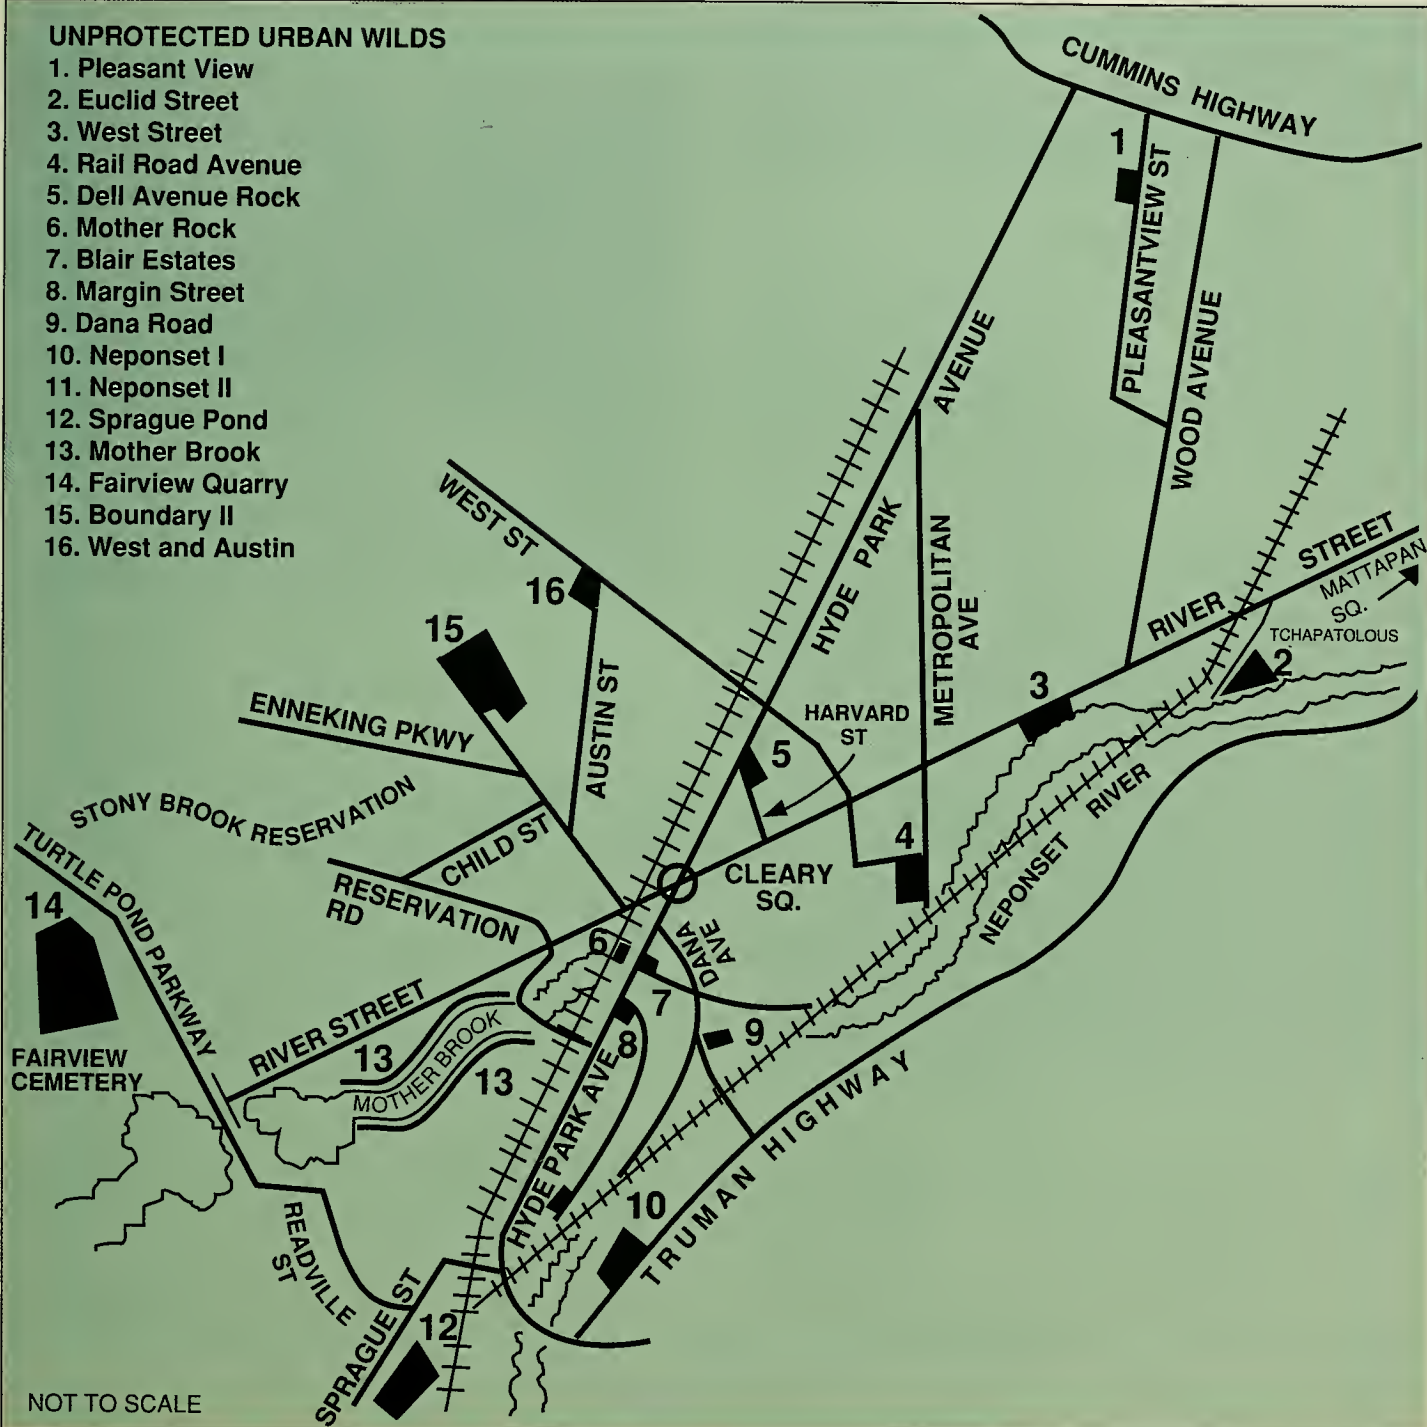 UNPROTECTED URBAN WILDS
1. Pleasant View
2. Euclid Street
3. West Street
4. Rail Road Avenue
5. Dell Avenue Rock
6. Mother Rock
7. Blair Estates
8. Margin Street
9. Dana Road
10. Neponset I
11. Neponset II
12. Sprague Pond
13. Mother Brook
14. Fairview Quarry
15. Boundary II
16. West and Austin
CUMMINS HIGHWAY
1
PLEASANTVIEW ST
WOOD AVENUE
HYDE PARK AVENUE
WEST ST
16
15
AUSTIN ST
METROPOLITAN
AVE
RIVER STREET
MATTAPAN
SQ.
TCHAPATOLOUS
2
3
HARVARD
ST
5
ENNEKING PKWY
STONY BROOK RESERVATION
CHILD ST
TURTLE POND PARKWAY
RESERVATION
RD
CLEARY
SQ.
4
NEPONSET RIVER
14
DANA
AVE
6
7
8
9
RIVER STREET
13
MOTHER BROOK
13
FAIRVIEW
CEMETERY
HYDE PARK AVE
TRUMAN HIGHWAY
10
READVILLE
ST
SPRAGUE ST
12
NOT TO SCALE